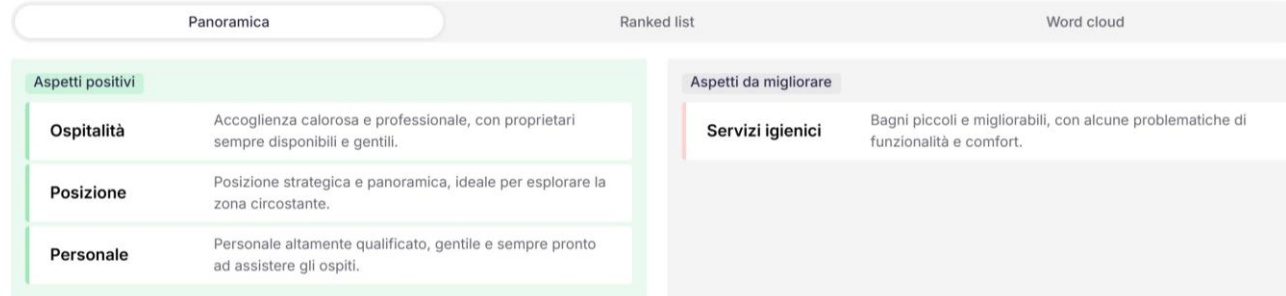 Panoramica
Ranked list
Word cloud
Aspetti positivi
Ospitalità
Accoglienza calorosa e professionale, con proprietari
sempre disponibili e gentili.
Posizione
Posizione strategica e panoramica, ideale per esplorare la
zona circostante.
Personale
Personale altamente qualificato, gentile e sempre pronto
ad assistere gli ospiti.
Aspetti da migliorare
Servizi igienici
Bagni piccoli e migliorabili, con alcune problematiche di
funzionalità e comfort.